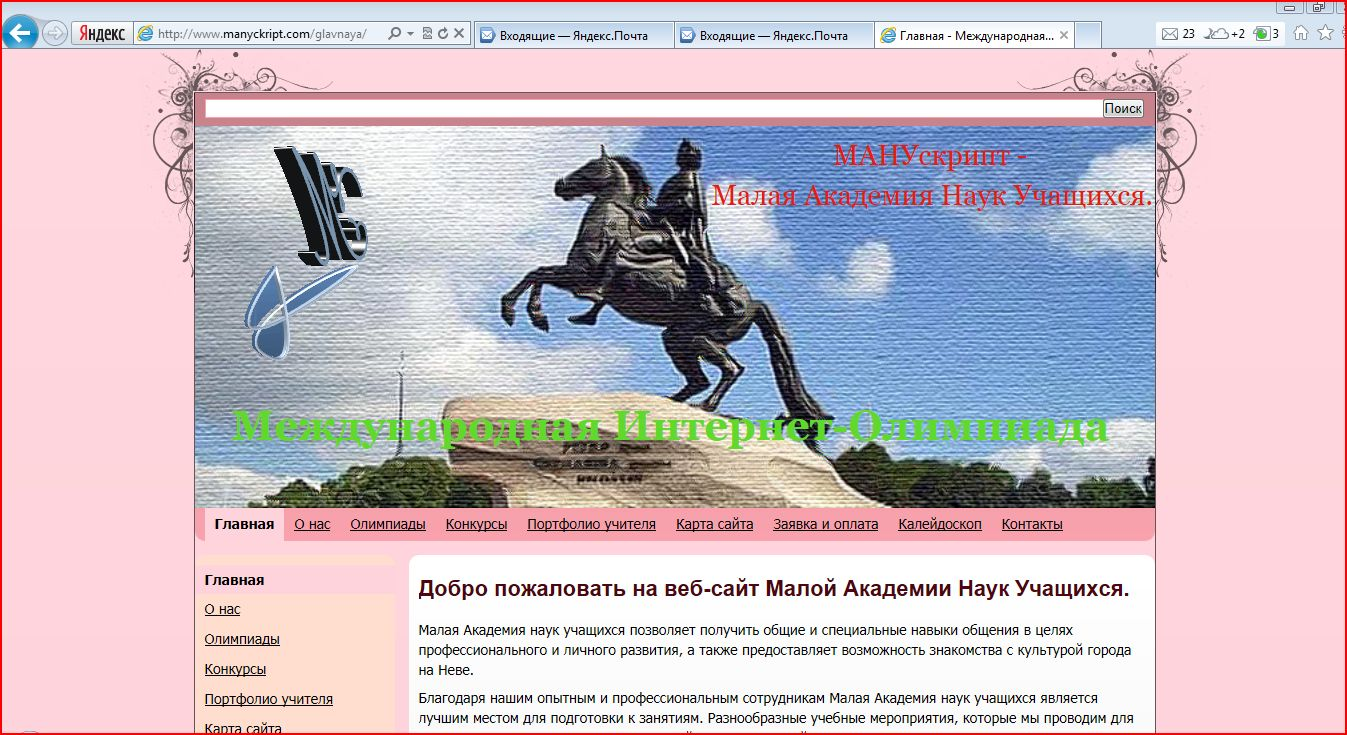 Яндекс
http://www.manyckript.com/glavnaya/
Входящие — Яндекс.Почта
Входящие — Яндекс.Почта
Главная - Международная...
23
+2
3
Поиск
МАНУскрипт -
Малая Академия Наук Учащихся.
Международная Интернет-Олимпиада
Главная О нас Олимпиады Конкурсы Портфолио учителя Карта сайта Заявка и оплата Калейдоскоп Контакты
Главная
О нас
Олимпиады
Конкурсы
Портфолио учителя
Карта сайта
Добро пожаловать на веб-сайт Малой Академии Наук Учащихся.
Малая Академия наук учащихся позволяет получить общие и специальные навыки общения в целях
профессионального и личного развития, а также предоставляет возможность знакомства с культурой города
на Неве.
Благодаря нашим опытным и профессиональным сотрудникам Малая Академия наук учащихся является
лучшим местом для подготовки к занятиям. Разнообразные учебные мероприятия, которые мы проводим для